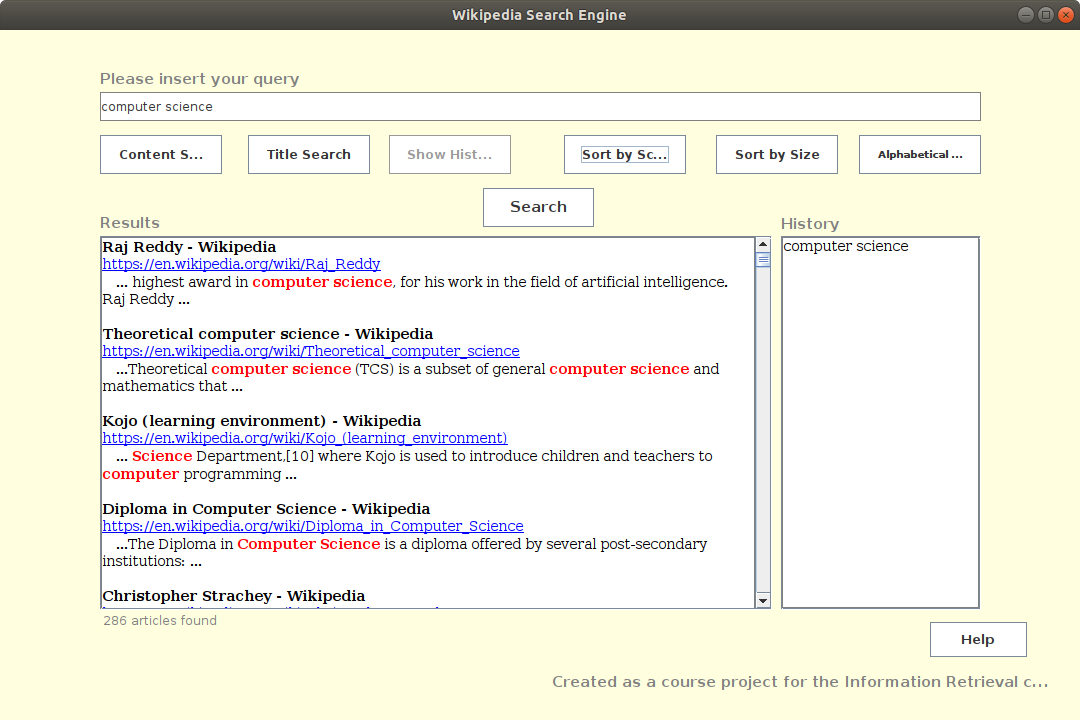 Wikipedia Search Engine
Please insert your query
computer science
Content S...
Title Search
Show Hist...
Sort by Sc...
Sort by Size
Alphabetical ...
Search
Results
History
Raj Reddy - Wikipedia
https://en.wikipedia.org/wiki/Raj_Reddy
... highest award in computer science, for his work in the field of artificial intelligence.
Raj Reddy ...
Theoretical computer science - Wikipedia
https://en.wikipedia.org/wiki/Theoretical_computer_science
...Theoretical computer science (TCS) is a subset of general computer science and
mathematics that ...
Kojo (learning environment) - Wikipedia
https://en.wikipedia.org/wiki/Kojo_(learning_environment)
... Science Department,[10] where Kojo is used to introduce children and teachers to
computer programming ...
Diploma in Computer Science - Wikipedia
https://en.wikipedia.org/wiki/Diploma_in_Computer_Science
...The Diploma in Computer Science is a diploma offered by several post-secondary
institutions: ...
Christopher Strachey - Wikipedia
computer science
286 articles found
Help
Created as a course project for the Information Retrieval c...